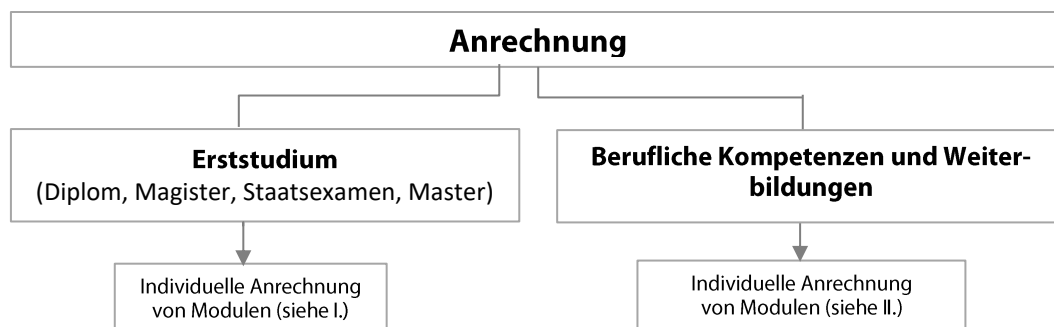 Anrechnung
Erststudium
(Diplom, Magister, Staatsexamen, Master)
Berufliche Kompetenzen und Weiter-
bildungen
Individuelle Anrechnung
von Modulen (siehe I.)
Individuelle Anrechnung
von Modulen (siehe II.)